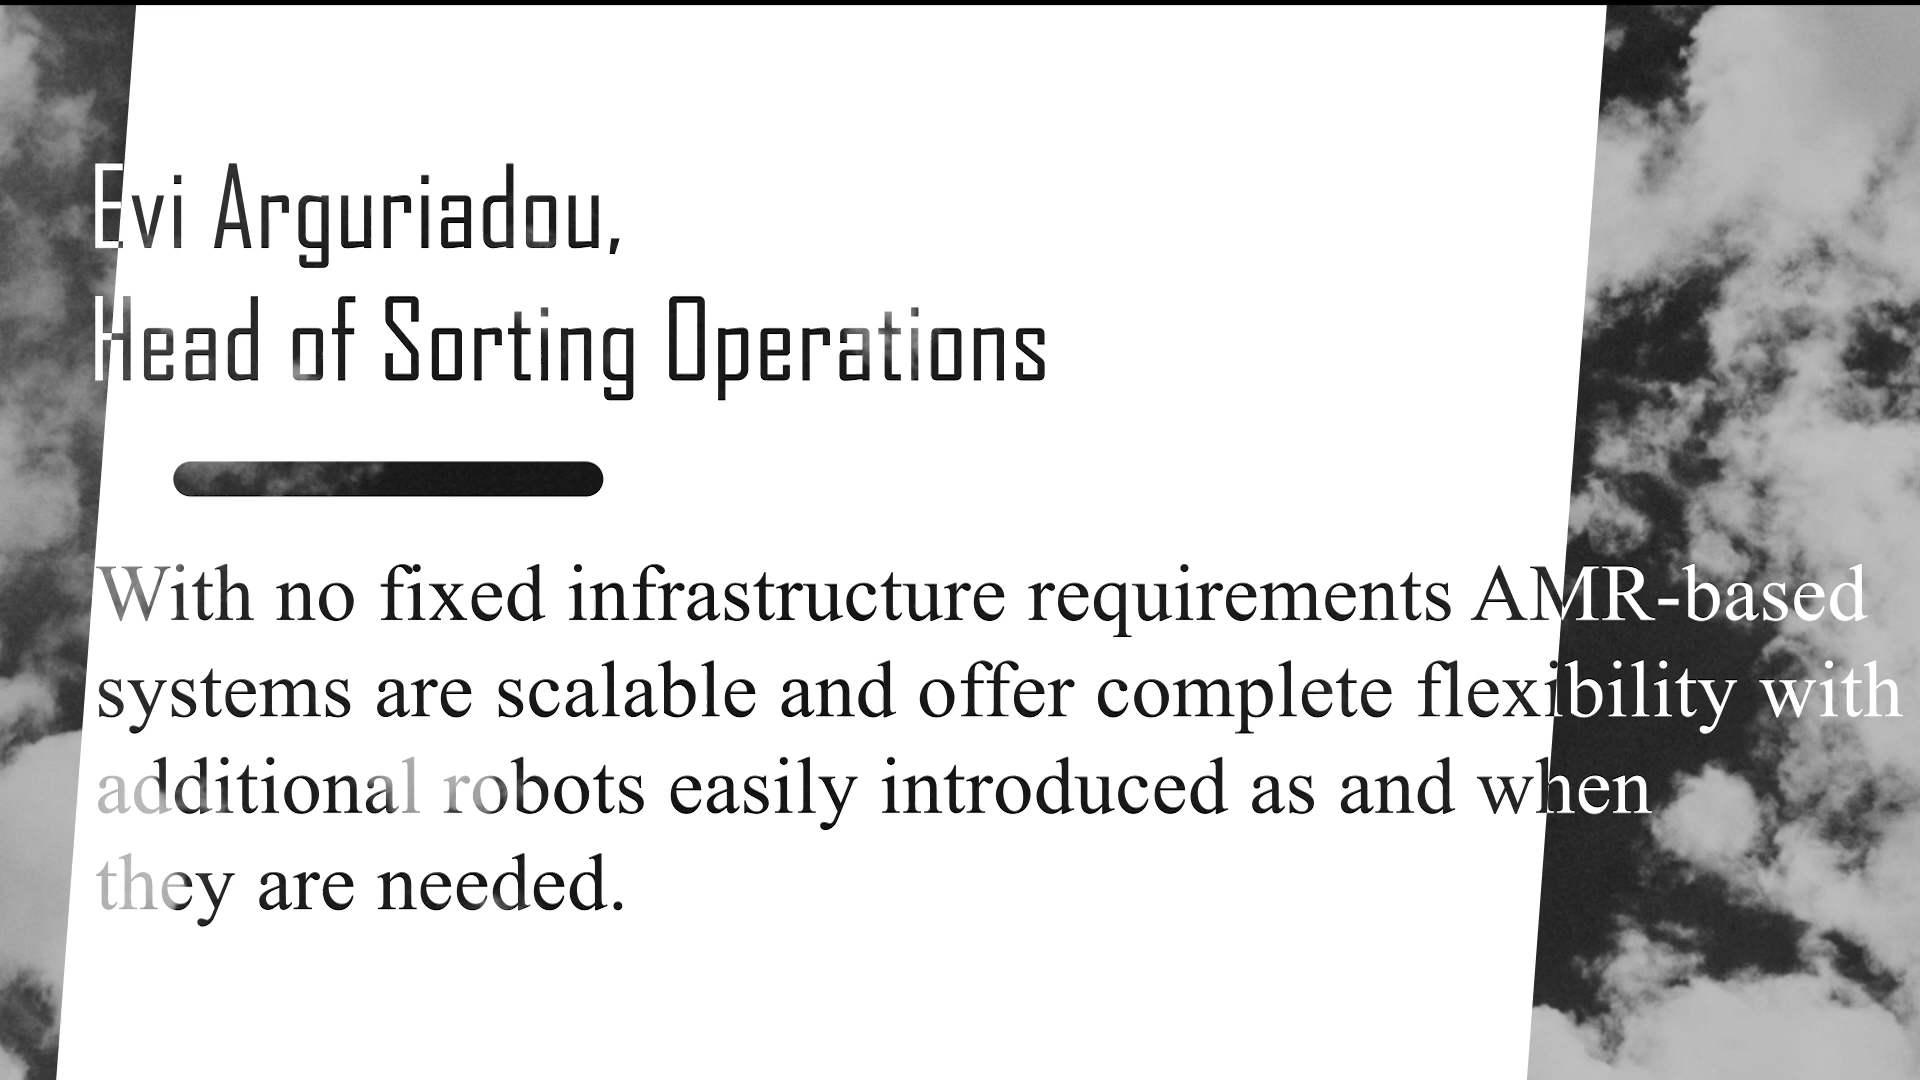 Evi Arguriadou,
Head of Sorting Operations
With no fixed infrastructure requirements AMR-based
systems are scalable and offer complete flexibility with
additional robots easily introduced as and when
they are needed.